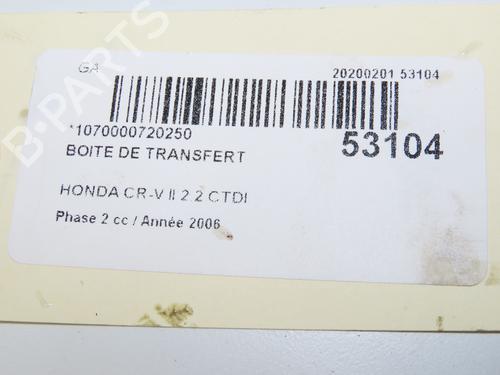 GA
20200201 53104
*1070000720250
53104
BOITE DE TRANSFERT
HONDA CR-V II 2.2 CTDI
Phase 2 cc / Année 2006
B-PARTS